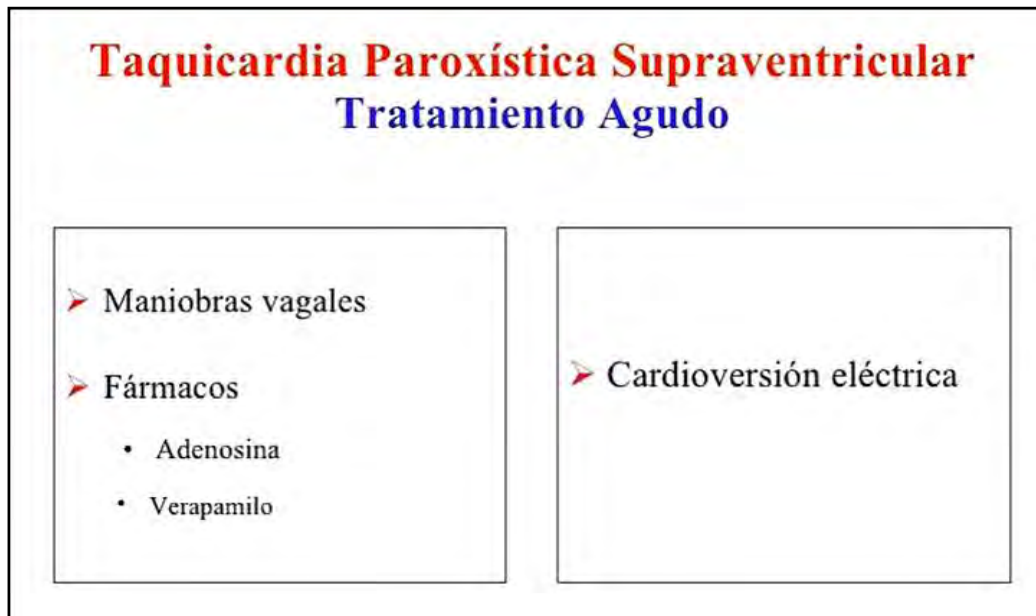 Taquicardia Paroxística Supraventricular
Tratamiento Agudo
➢ Maniobras vagales
➢ Fármacos
• Adenosina
• Verapamilo
➢ Cardioversión eléctrica